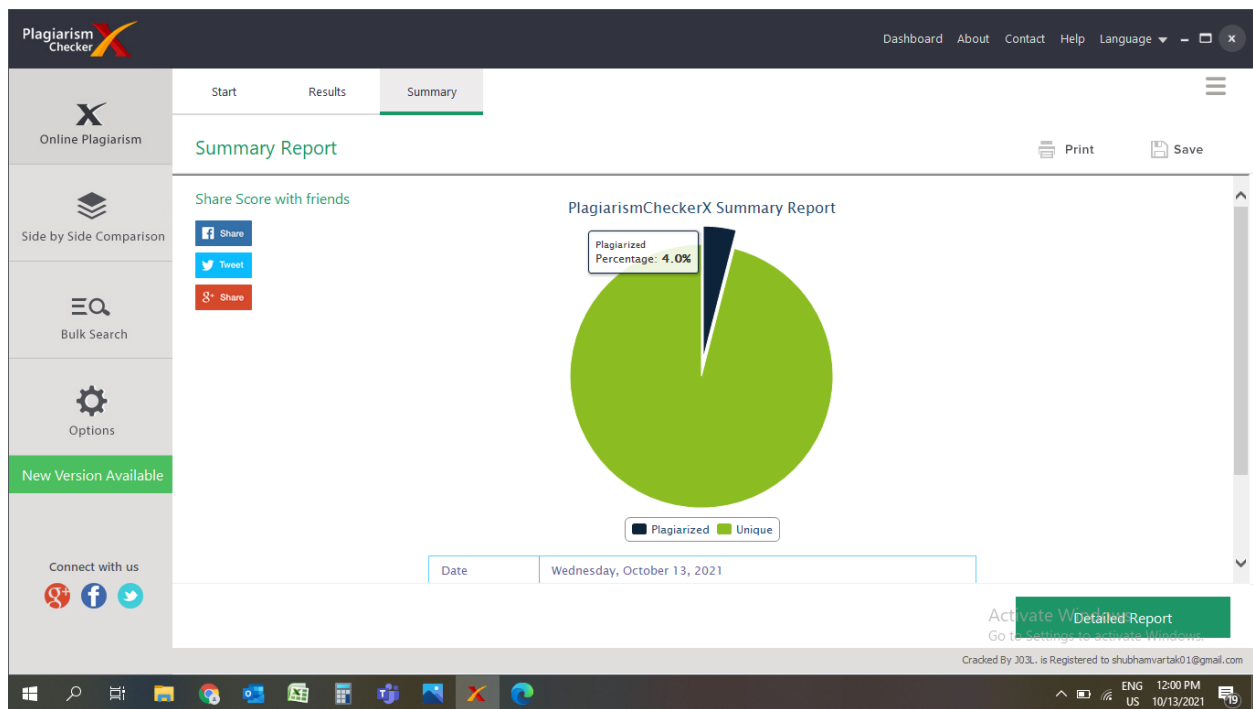 Plagiarism
Checker
Dashboard About Contact Help Language
Online Plagiarism
Side by Side Comparison
Bulk Search
Options
New Version Available
Connect with us
Start Results Summary
Summary Report
Print Save
Share Score with friends
Share
Tweet
Share
PlagiarismCheckerX Summary Report
Plagiarized
Percentage: 4.0%
Plagiarized Unique
Date Wednesday, October 13, 2021
Detailed Report
Activate Windows
Go to Settings to activate Windows.
Cracked By J03L. is Registered to shubhamvartak01@gmail.com
ENG 12:00 PM
US 10/13/2021
19